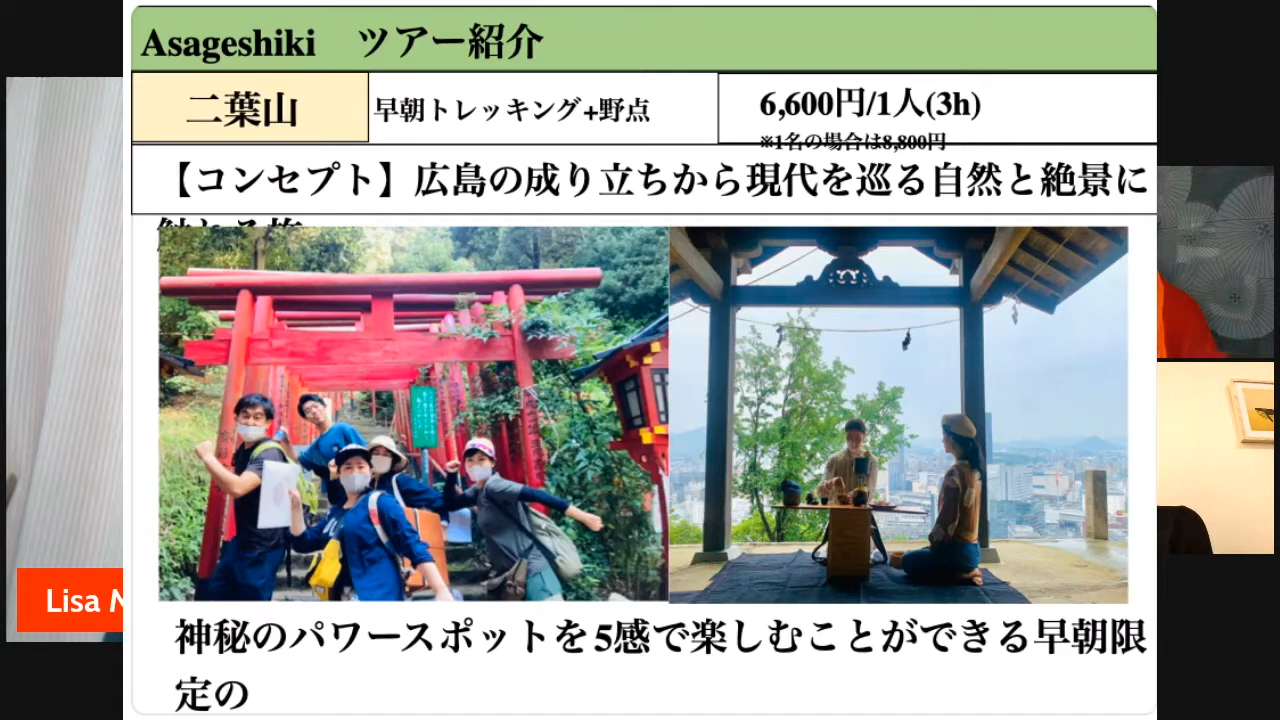 Asageshiki ツアー紹介
二葉山
早朝トレッキング+野点
6,600円/1人(3h)
※1名の場合は8,800円
【コンセプト】広島の成り立ちから現代を巡る自然と絶景に
触れる旅
神秘のパワースポットを5感で楽しむことができる早朝限
定の
Lisa